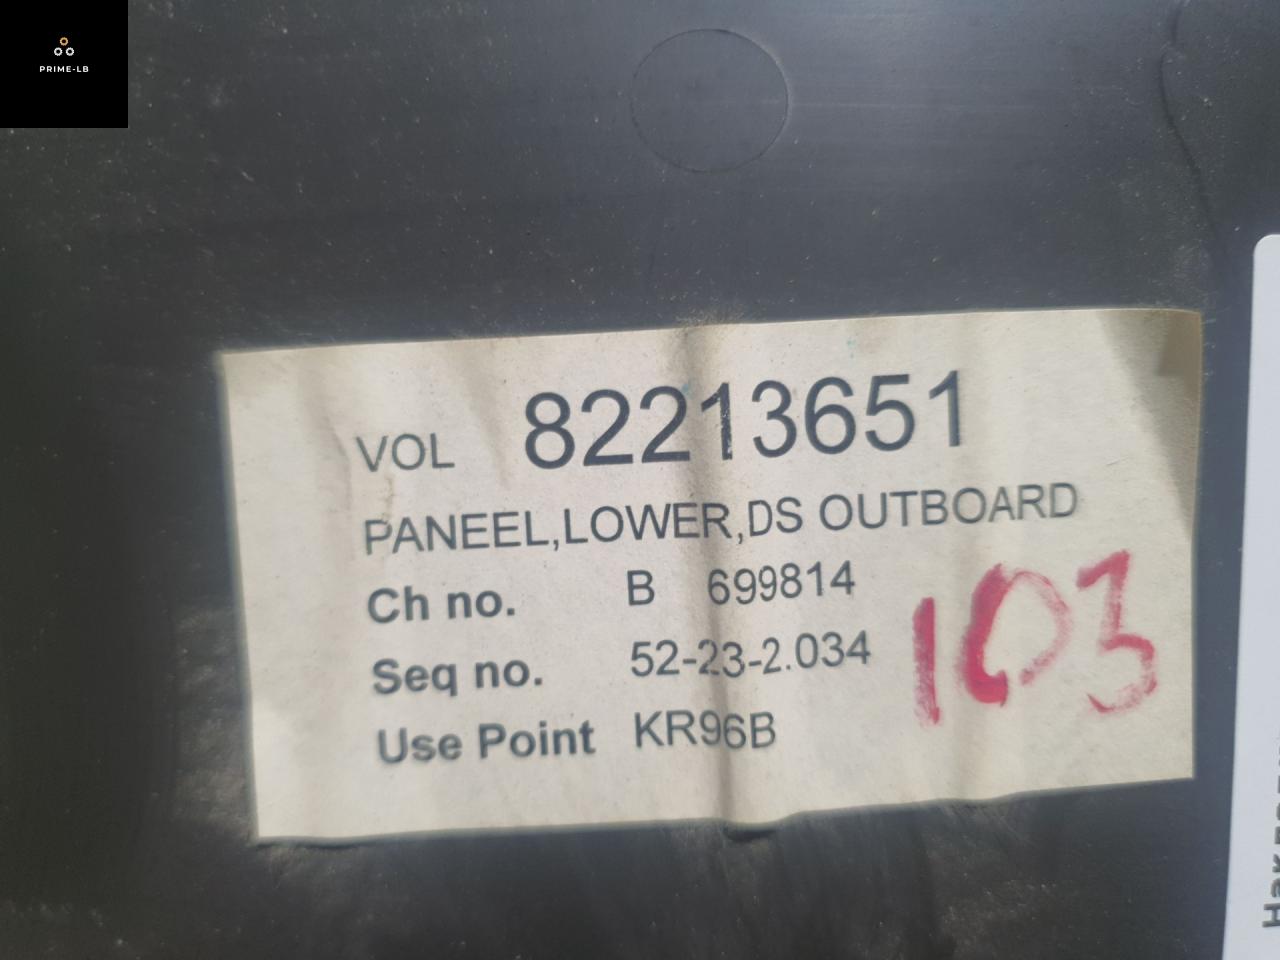 PRIME-LB
VOL 82213651
PANEEL,LOWER,DS OUTBOARD
Ch no. B 699814
Seq no. 52-23-2.034
Use Point KR96B
103